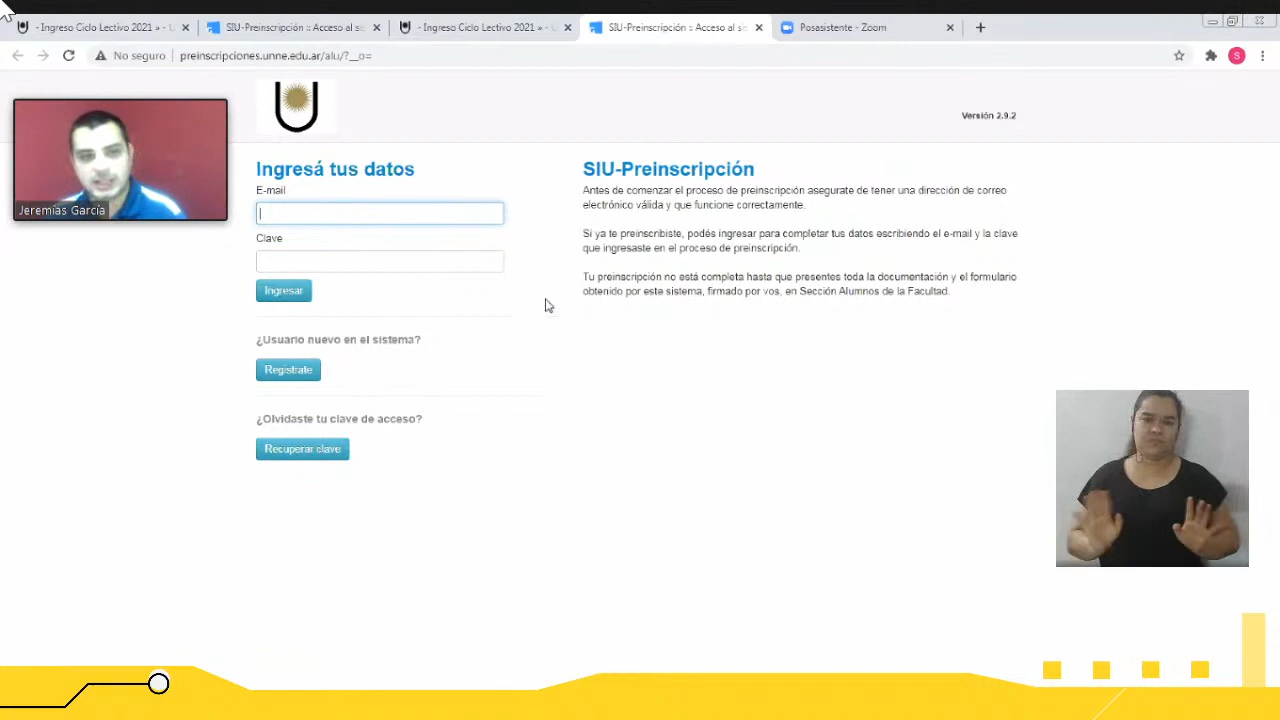 - Ingreso Ciclo Lectivo 2021 » - U
SIU-Preinscripción :: Acceso al se
- Ingreso Ciclo Lectivo 2021 » - U
SIU-Preinscripción :: Acceso al se
Posasistente - Zoom
No seguro
preinscripciones.unne.edu.ar/alu/?__o=
S
Versión 2.9.2
Jeremías García
Ingresá tus datos
E-mail
Clave
Ingresar
¿Usuario nuevo en el sistema?
Registrate
¿Olvidaste tu clave de acceso?
Recuperar clave
SIU-Preinscripción
Antes de comenzar el proceso de preinscripción asegurate de tener una dirección de correo
electrónico válida y que funcione correctamente.
Si ya te preinscribiste, podés ingresar para completar tus datos escribiendo el e-mail y la clave
que ingresaste en el proceso de preinscripción.
Tu preinscripción no está completa hasta que presentes toda la documentación y el formulario
obtenido por este sistema, firmado por vos, en Sección Alumnos de la Facultad.